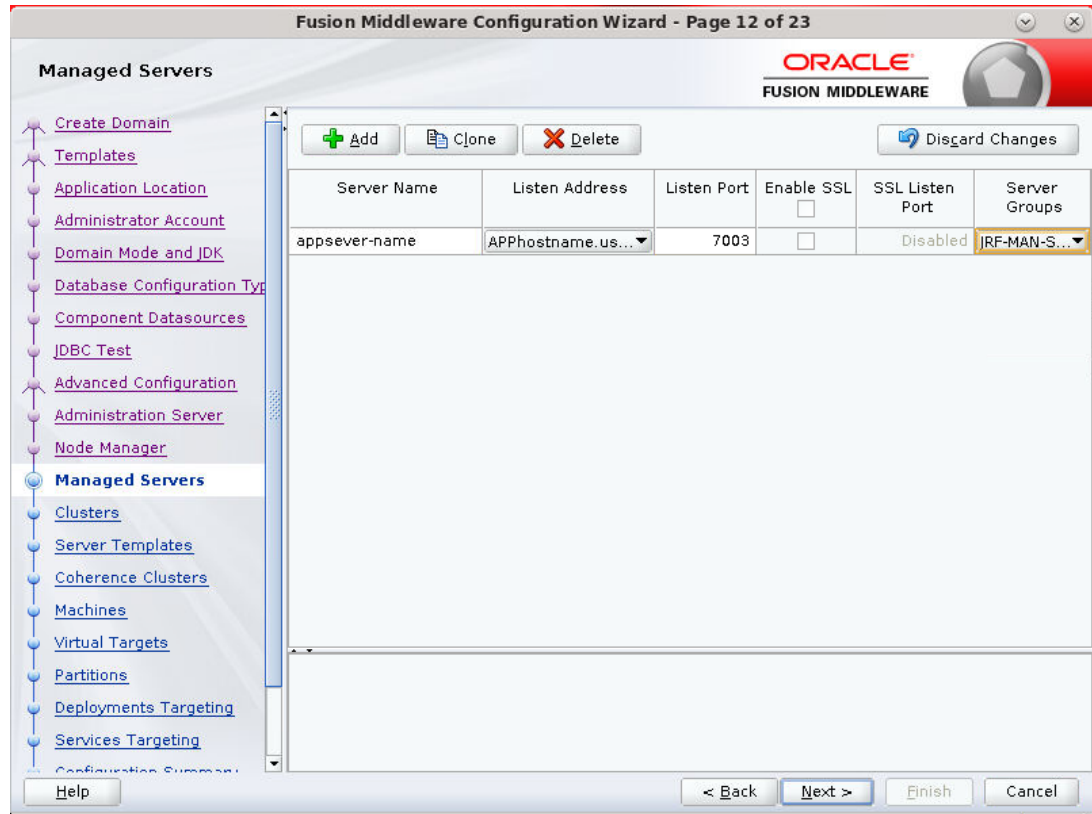 Fusion Middleware Configuration Wizard - Page 12 of 23
Managed Servers
ORACLE
FUSION MIDDLEWARE
Create Domain
Templates
Application Location
Administrator Account
Domain Mode and JDK
Database Configuration Typ
Component Datasources
JDBC Test
Advanced Configuration
Administration Server
Node Manager
Managed Servers
Clusters
Server Templates
Coherence Clusters
Machines
Virtual Targets
Partitions
Deployments Targeting
Services Targeting
Configuration Summary
Add Clone Delete Discard Changes
Server Name Listen Address Listen Port Enable SSL SSL Listen Port Server Groups
appsever-name APPhostname.us... 7003 Disabled JRF-MAN-S...
Help < Back Next > Finish Cancel